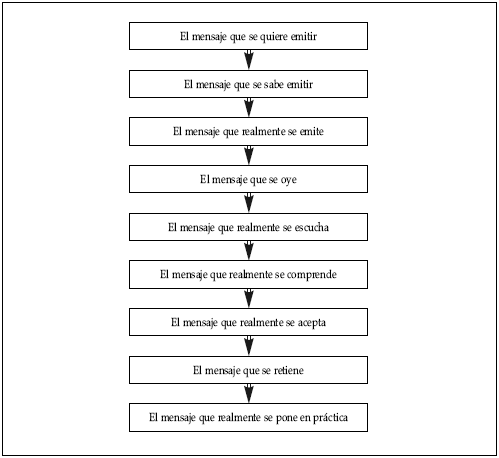 El mensaje que se quiere emitir
El mensaje que se sabe emitir
El mensaje que realmente se emite
El mensaje que se oye
El mensaje que realmente se escucha
El mensaje que realmente se comprende
El mensaje que realmente se acepta
El mensaje que se retiene
El mensaje que realmente se pone en práctica